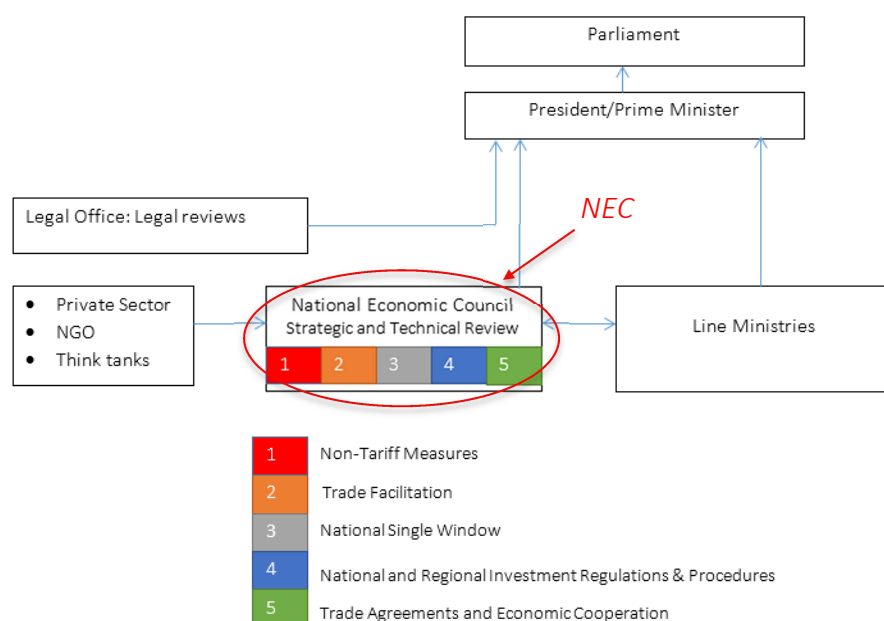 Parliament
President/Prime Minister
Legal Office: Legal reviews
NEC
• Private Sector
• NGO
• Think tanks
National Economic Council
Strategic and Technical Review
1 2 3 4 5
Line Ministries
1 Non-Tariff Measures
2 Trade Facilitation
3 National Single Window
4 National and Regional Investment Regulations & Procedures
5 Trade Agreements and Economic Cooperation